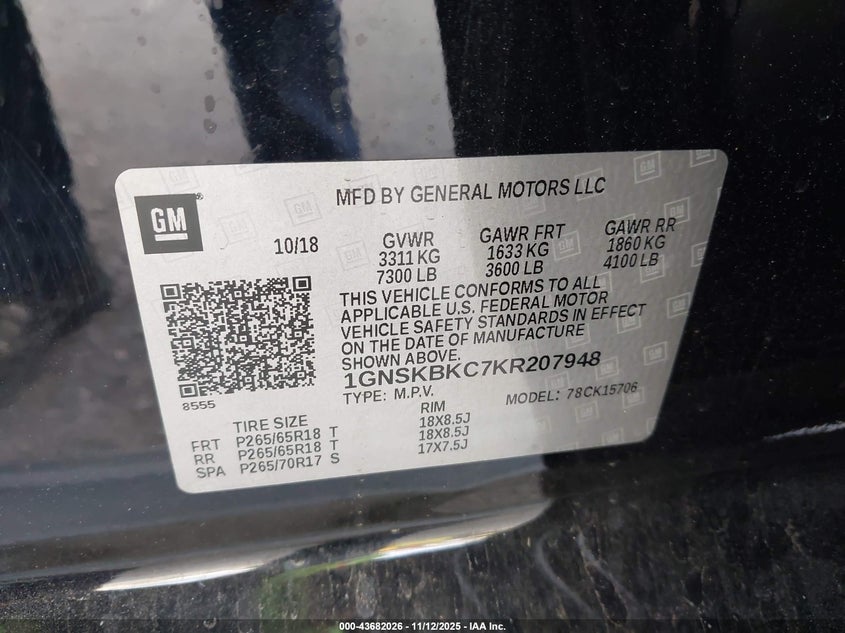 MFD BY GENERAL MOTORS LLC
GM
10/18
GVWR
3311 KG
7300 LB
GAWR FRT
1633 KG
3600 LB
GAWR RR
1860 KG
4100 LB
THIS VEHICLE CONFORMS TO ALL
APPLICABLE U.S. FEDERAL MOTOR
VEHICLE SAFETY STANDARDS IN EFFECT
ON THE DATE OF MANUFACTURE
SHOWN ABOVE.
1GNSKBKC7KR207948
TYPE: M.P.V. MODEL: 78CK15706
8555
TIRE SIZE RIM
FRT P265/65R18 T 18X8.5J
RR P265/65R18 T 18X8.5J
SPA P265/70R17 S 17X7.5J
000-43682026 - 11/12/2025 - IAA Inc.